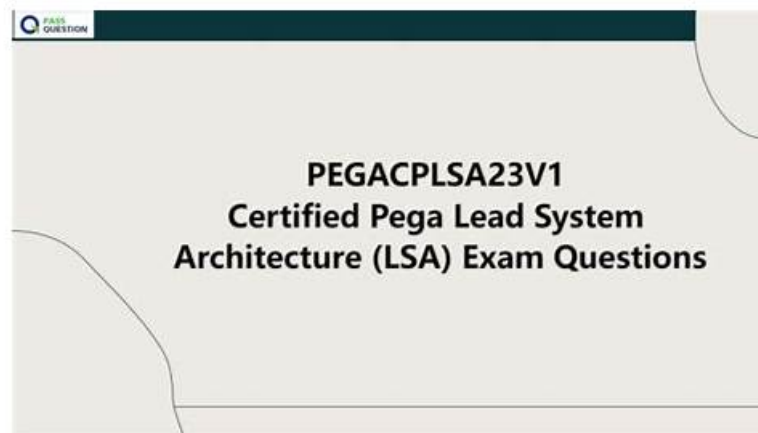 PASS
QUESTION
PEGACPLSA23V1
Certified Pega Lead System
Architecture (LSA) Exam Questions